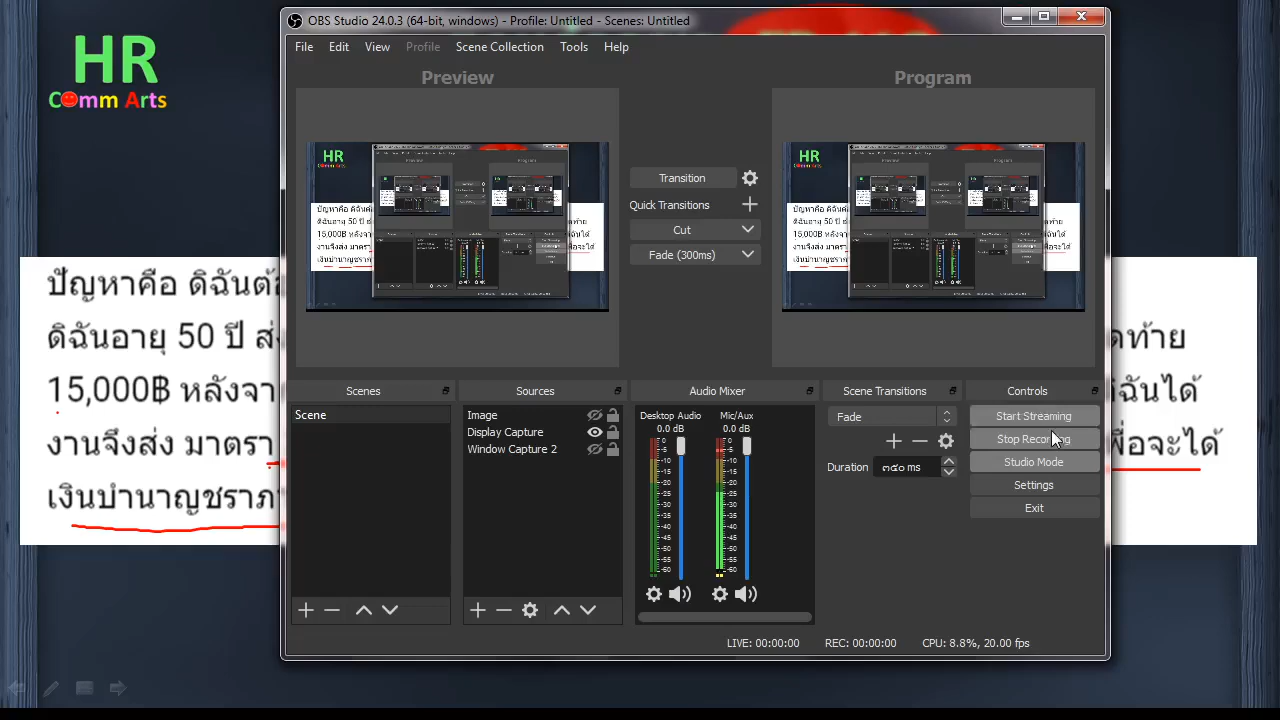 HR
Comm Arts
OBS Studio 24.0.3 (64-bit, windows) - Profile: Untitled - Scenes: Untitled
File Edit View Profile Scene Collection Tools Help
Preview
Program
Transition
Quick Transitions
Cut
Fade (300ms)
ปัญหาคือ ดิฉันต้
ดิฉันอายุ 50 ปี ส่
ท้าย
15,000฿ หลังจา
ดิฉันได้
งานจึงส่ง มาตรา
พื่อจะได้
เงินบำนาญชราภ
Scenes
Sources
Audio Mixer
Scene Transitions
Controls
Scene
Image
Display Capture
Window Capture 2
Desktop Audio
0.0 dB
Mic/Aux
0.0 dB
Fade
Duration ๓๕๐ ms
Start Streaming
Stop Recording
Studio Mode
Settings
Exit
LIVE: 00:00:00
REC: 00:00:00
CPU: 8.8%, 20.00 fps